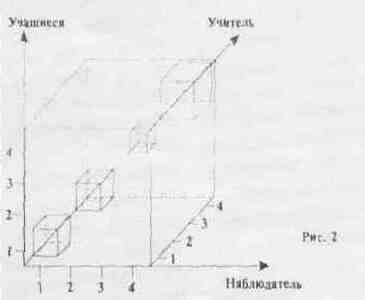 Учащиеся
Учитель
4
3
2
1
4
3
2
1
Рис. 2
1 2 3 4
Наблюдатель